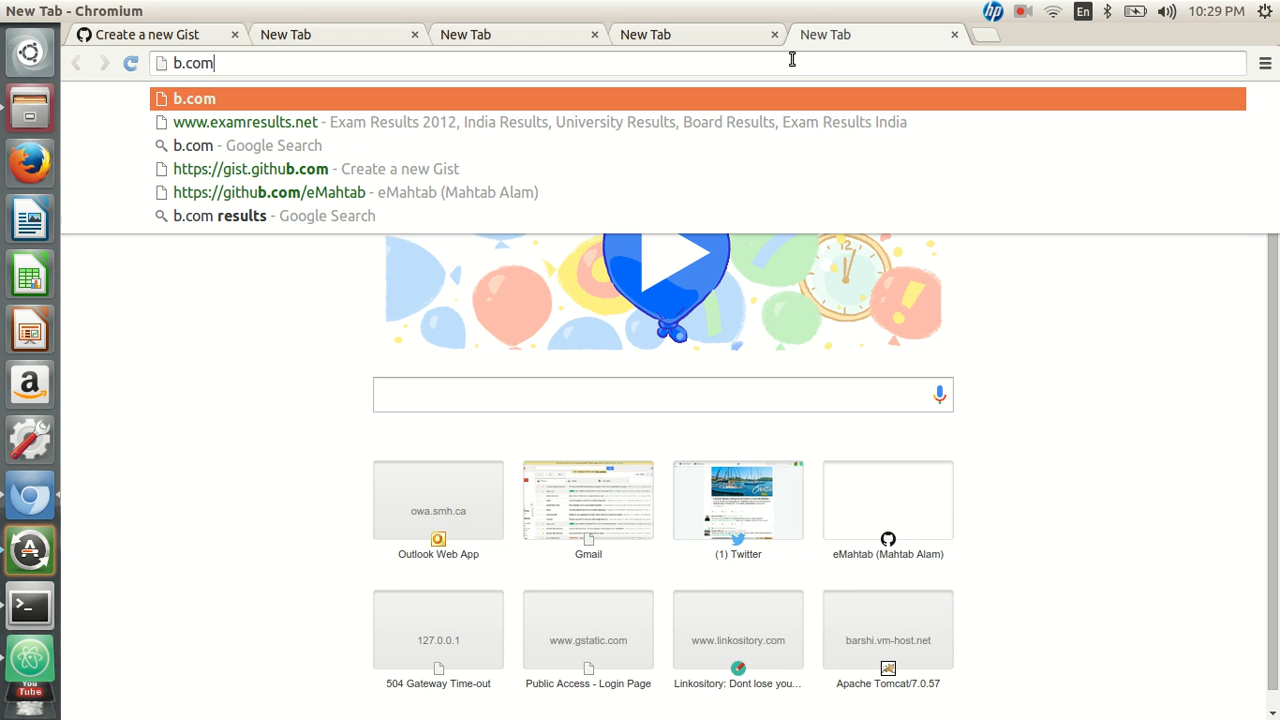 New Tab - Chromium
En
10:29 PM
Create a new Gist
New Tab
New Tab
New Tab
New Tab
b.com
b.com
www.examresults.net - Exam Results 2012, India Results, University Results, Board Results, Exam Results India
b.com - Google Search
https://gist.github.com - Create a new Gist
https://github.com/eMahtab - eMahtab (Mahtab Alam)
b.com results - Google Search
12
owa.smh.ca
Outlook Web App
Gmail
(1) Twitter
eMahtab (Mahtab Alam)
127.0.0.1
www.gstatic.com
www.linkository.com
barshi.vm-host.net
504 Gateway Time-out
Public Access - Login Page
Linkository: Dont lose you...
Apache Tomcat/7.0.57
You
Tube